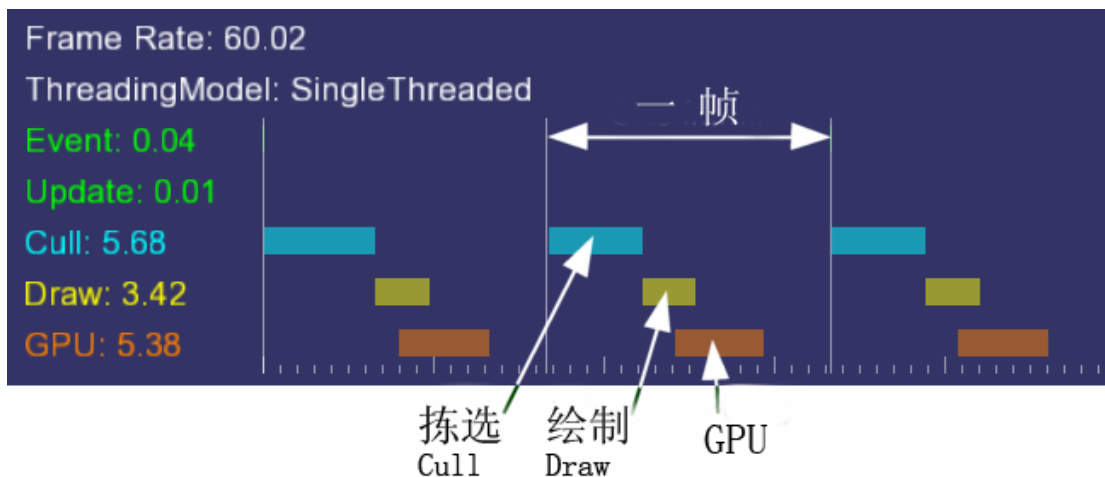 Frame Rate: 60.02
ThreadingModel: SingleThreaded
一 帧
Event: 0.04
Update: 0.01
Cull: 5.68
Draw: 3.42
GPU: 5.38
拣选 绘制 GPU
Cull Draw